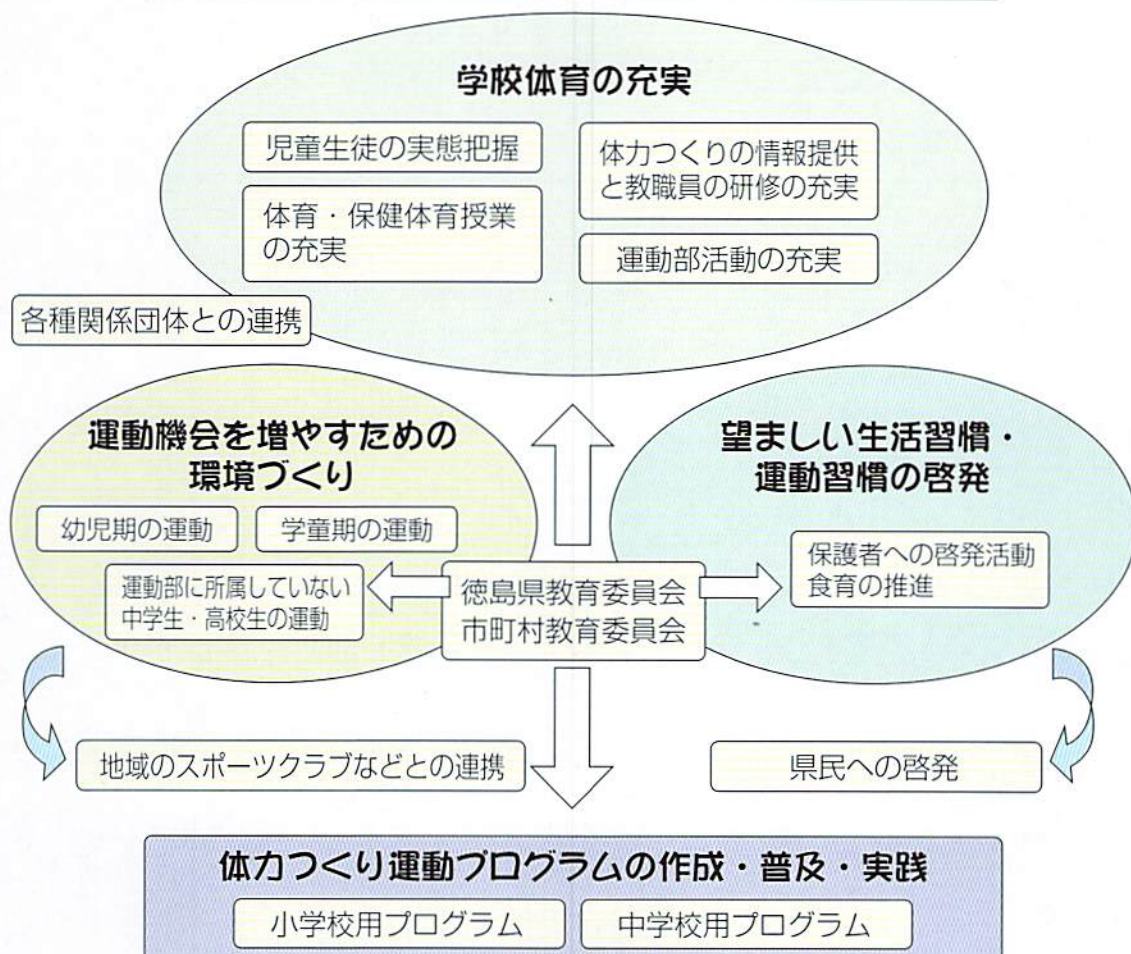 学校体育の充実
児童生徒の実態把握
体育・保健体育授業
の充実
体力つくりの情報提供
と教職員の研修の充実
運動部活動の充実
各種関係団体との連携
運動機会を増やすための
環境づくり
幼児期の運動
学童期の運動
運動部に所属していない
中学生・高校生の運動
望ましい生活習慣・
運動習慣の啓発
保護者への啓発活動
食育の推進
徳島県教育委員会
市町村教育委員会
地域のスポーツクラブなどとの連携
県民への啓発
体力つくり運動プログラムの作成・普及・実践
小学校用プログラム
中学校用プログラム